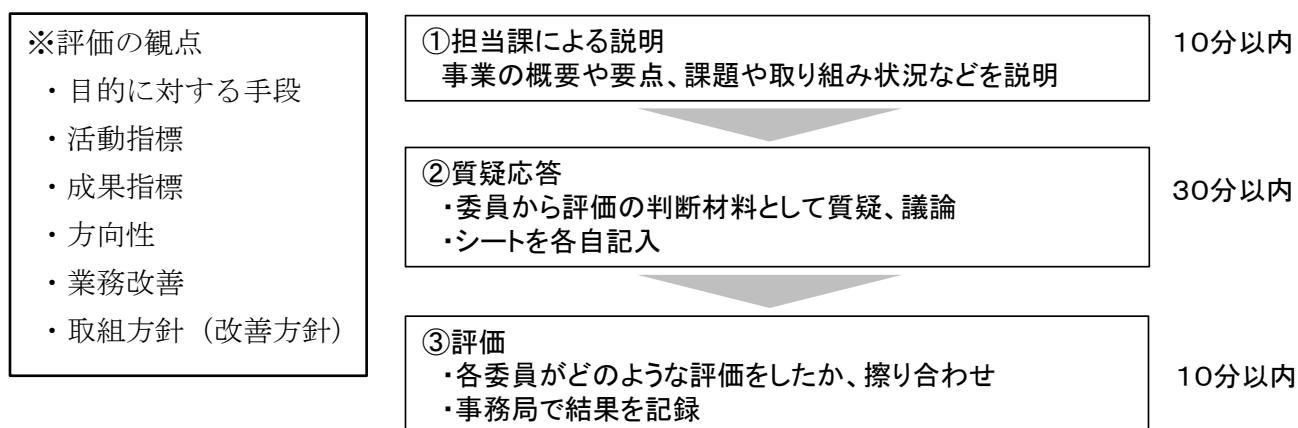 ※評価の観点
・目的に対する手段
・活動指標
・成果指標
・方向性
・業務改善
・取組方針（改善方針）
①担当課による説明
事業の概要や要点、課題や取り組み状況などを説明
10分以内
②質疑応答
・委員から評価の判断材料として質疑、議論
・シートを各自記入
30分以内
③評価
・各委員がどのような評価をしたか、擦り合わせ
・事務局で結果を記録
10分以内